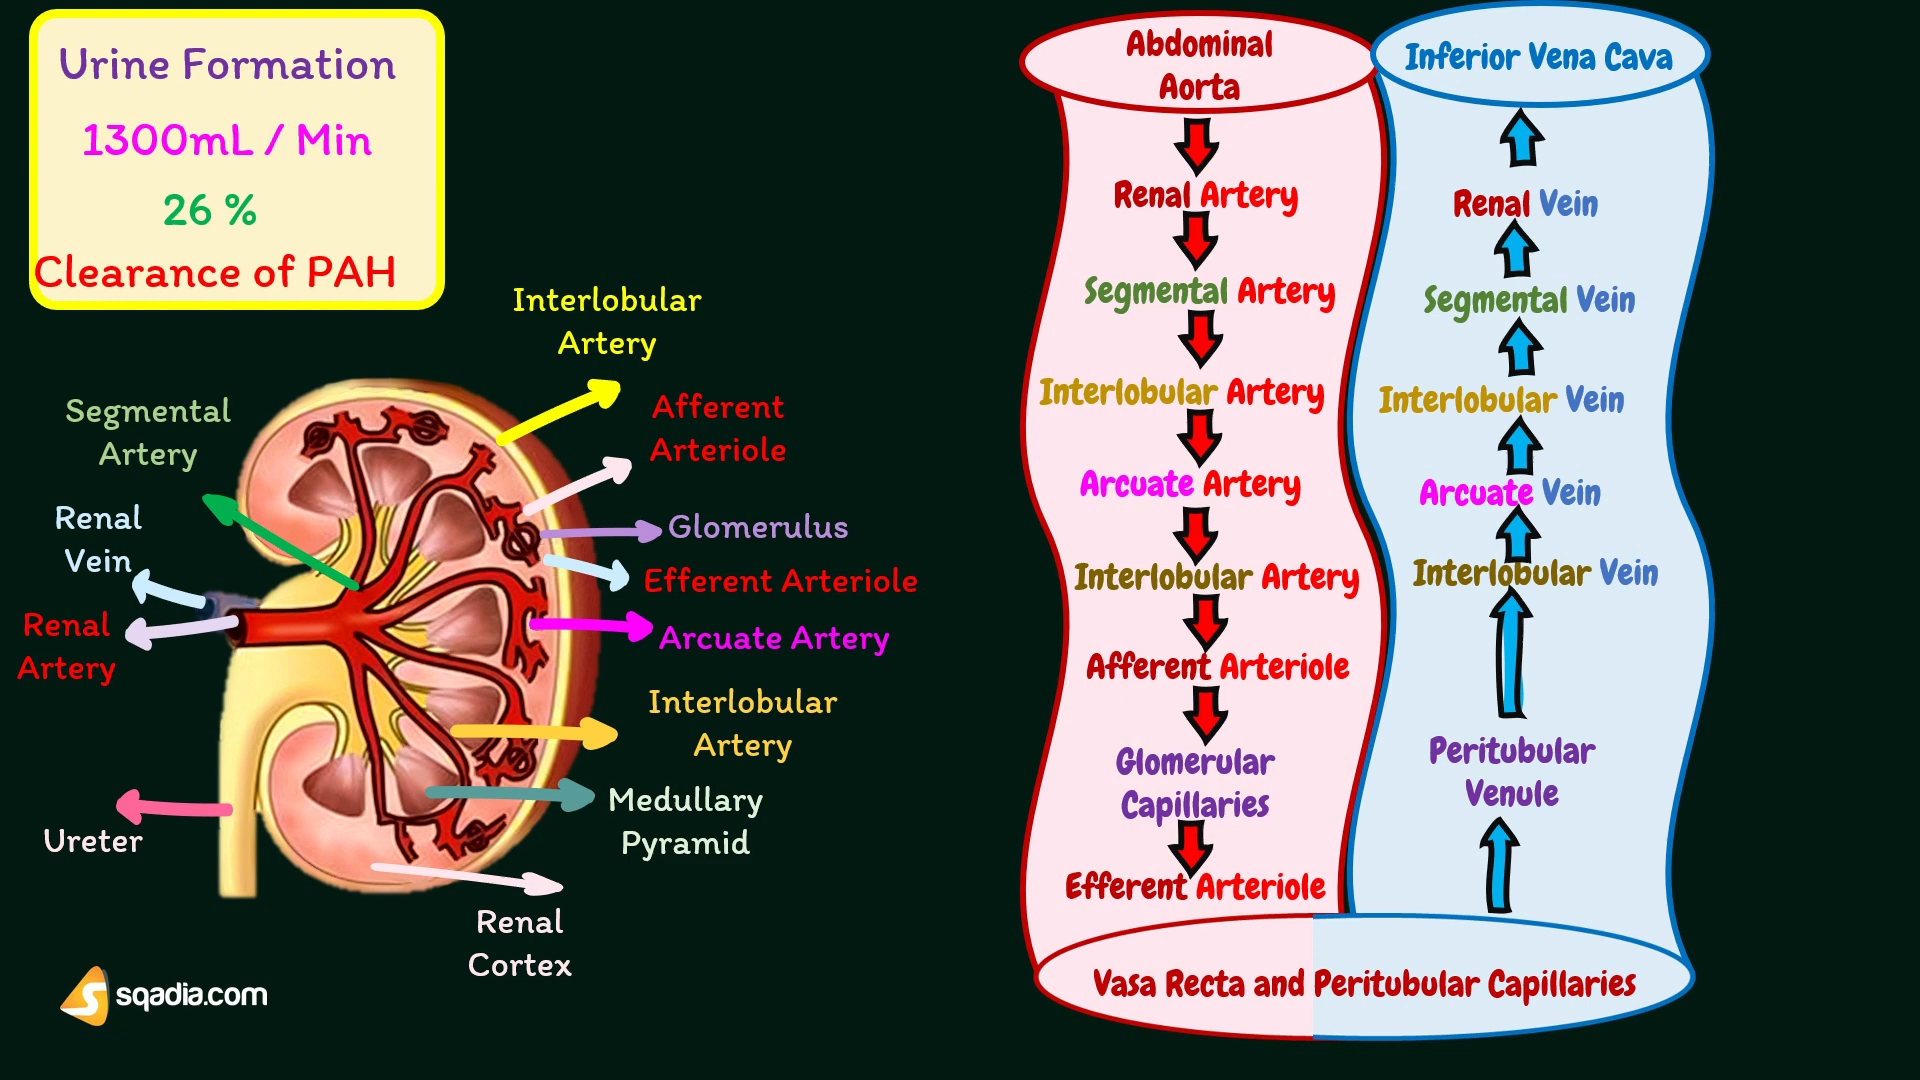 Urine Formation
1300mL / Min
26 %
Clearance of PAH
Interlobular
Artery
Afferent
Arteriole
Segmental
Artery
Glomerulus
Renal
Vein
Efferent Arteriole
Renal
Artery
Arcuate Artery
Interlobular
Artery
Medullary
Pyramid
Ureter
Renal
Cortex
sqadia.com
Abdominal
Aorta
Renal Artery
Segmental Artery
Interlobular Artery
Arcuate Artery
Interlobular Artery
Afferent Arteriole
Glomerular
Capillaries
Efferent Arteriole
Inferior Vena Cava
Renal Vein
Segmental Vein
Interlobular Vein
Arcuate Vein
Interlobular Vein
Peritubular
Venule
Vasa Recta and Peritubular Capillaries